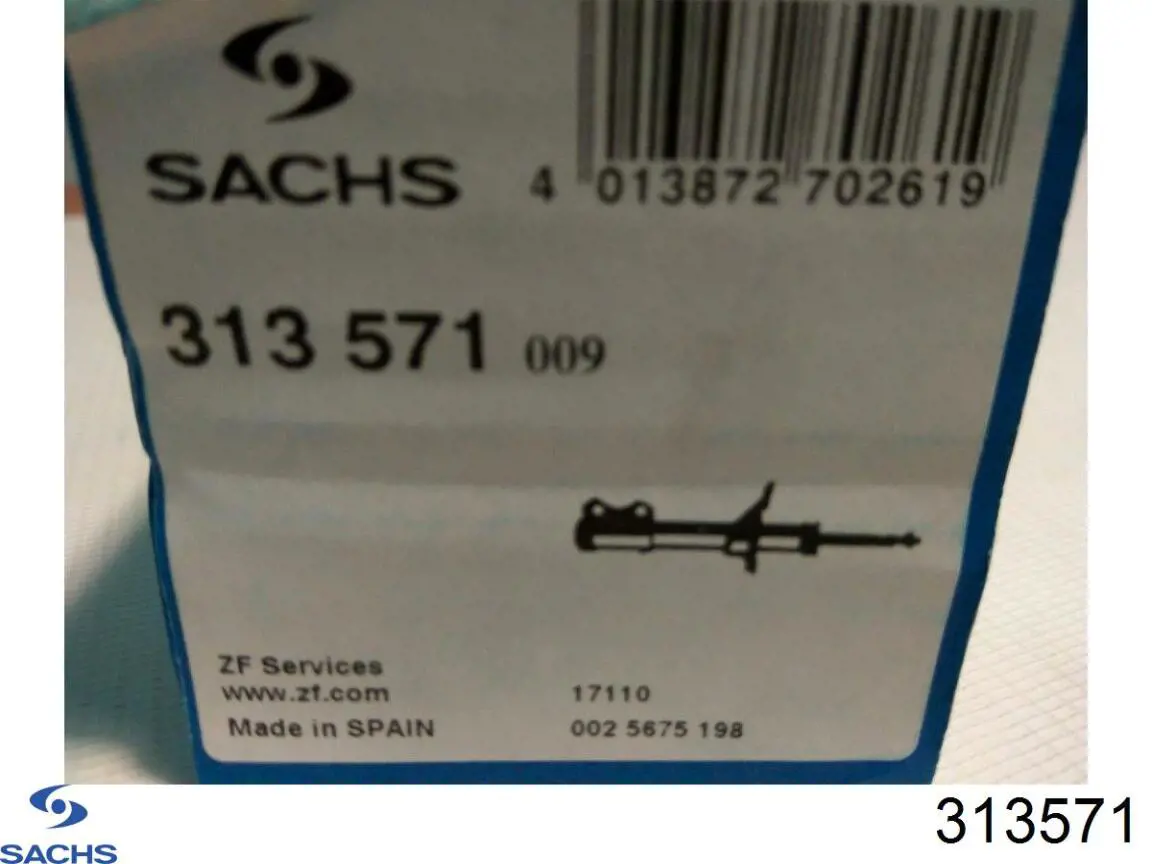 SACHS
4 013872 702619
313 571 009
ZF Services
www.zf.com
17110
Made in SPAIN
002 5675 198
SACHS
313571